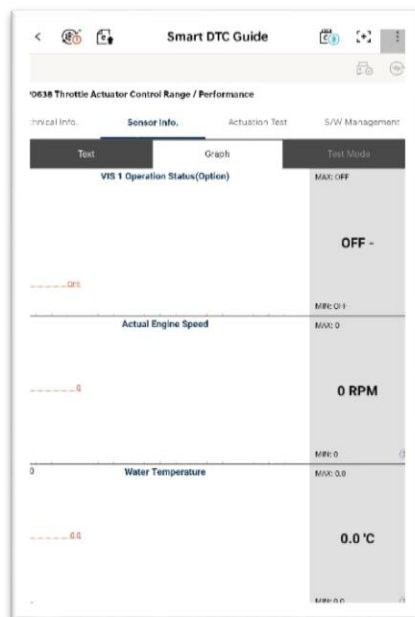 Smart DTC Guide
'0638 Throttle Actuator Control Range / Performance
hnical Info. Sensor Info. Actuation Test S/W Management
Text Graph Test Mode
VIS 1 Operation Status(Option) MAX: OFF
OFF -
OFF
MIN: OFF
Actual Engine Speed MAX: 0
0 0 RPM
MIN: 0
0 Water Temperature MAX: 0.0
0.0 0.0 'C
MIN: 0.0